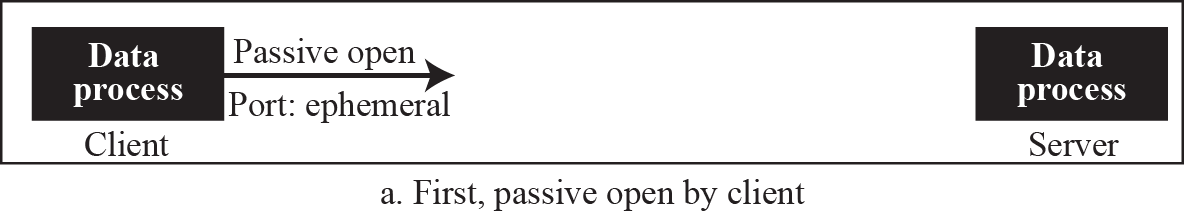 Data
process
Client
Passive open
Port: ephemeral
Data
process
Server
a. First, passive open by client